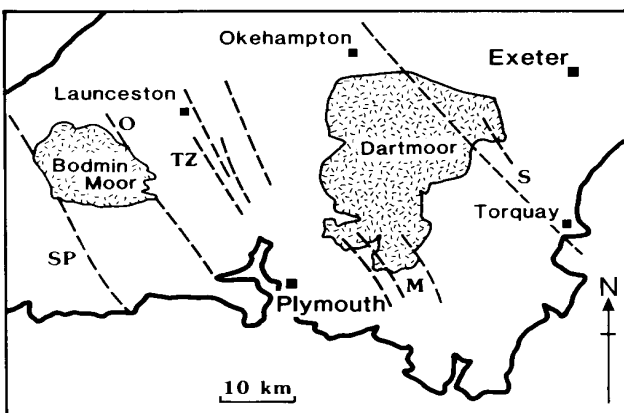 Okehampton
Exeter
Launceston
O
TZ
Bodmin
Moor
Dartmoor
S
Torquay
SP
M
Plymouth
N
10 km